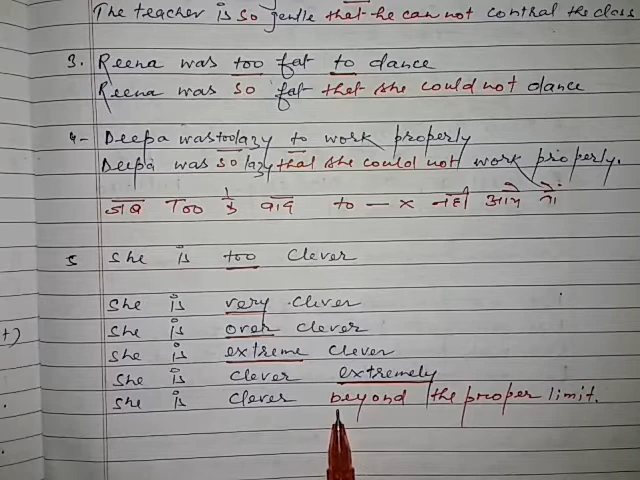 The teacher is so gentle that he can not control the class
3. Reena was too fat to dance
Reena was so fat that she could not dance
4- Deepa was too lazy to work properly
Deepa was so lazy that she could not work properly.
जब Too के बाद to - x नही आये तो
5 She is too clever
She is very clever
She is over clever
t) She is extreme clever
She is clever extremely
She is clever beyond the proper limit.